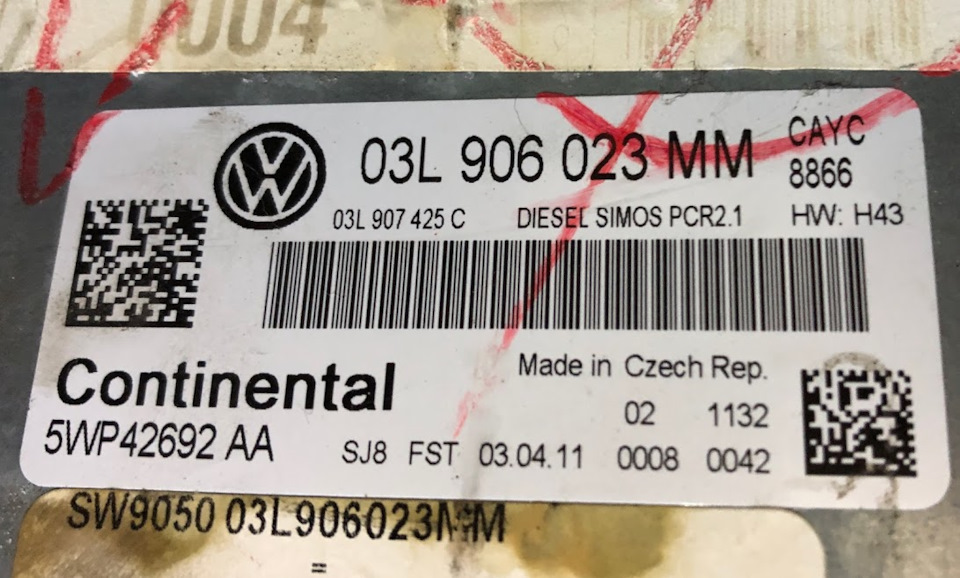 004
03L 906 023 MM
CAYC
8866
03L 907 425 C DIESEL SIMOS PCR2.1 HW: H43
Continental
Made in Czech Rep.
02 1132
5WP42692 AA
SJ8 FST 03.04.11 0008 0042
SW9050 03L906023MM
=